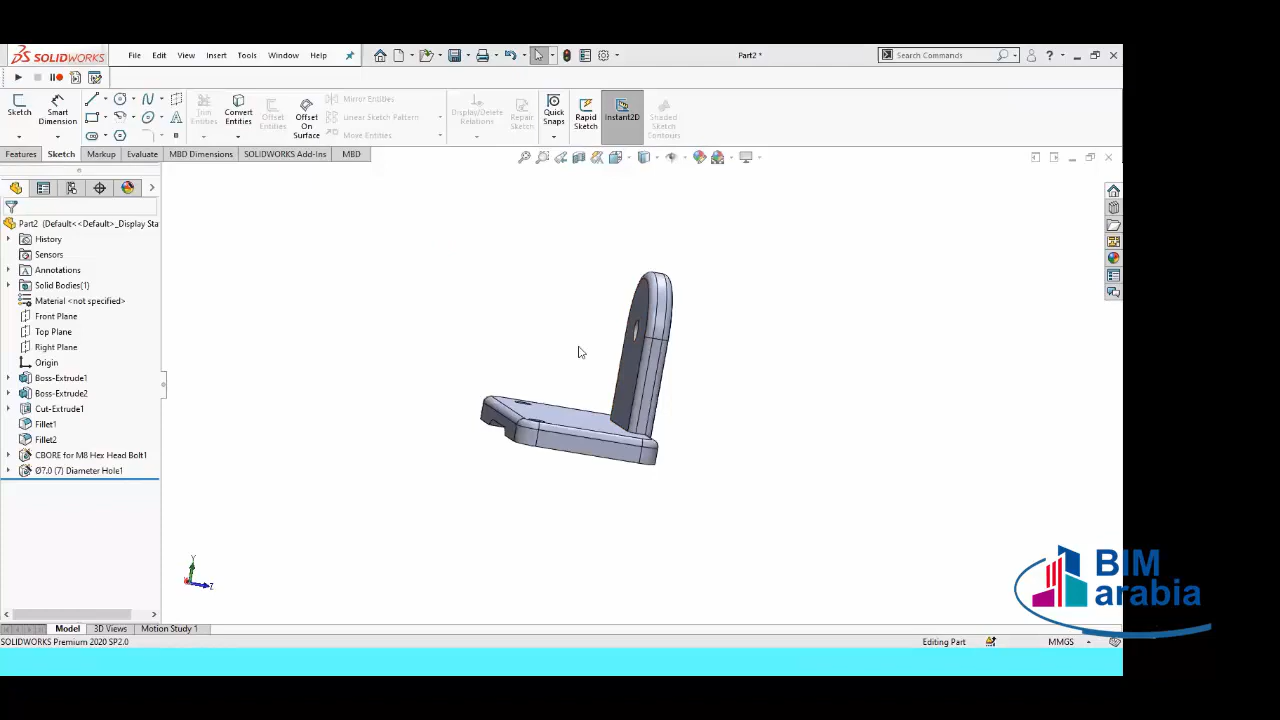 SOLIDWORKS File Edit View Insert Tools Window Help Part2 * Search Commands ?
Sketch Smart Dimension Trim Entities Convert Entities Offset Entities Offset On Surface Mirror Entities Linear Sketch Pattern Move Entities Display/Delete Relations Repair Sketch Quick Snaps Rapid Sketch Instant2D Shaded Sketch Contours
Features Sketch Markup Evaluate MBD Dimensions SOLIDWORKS Add-Ins MBD
Part2 (Default<<Default>_Display Sta
History
Sensors
Annotations
Solid Bodies(1)
Material <not specified>
Front Plane
Top Plane
Right Plane
Origin
Boss-Extrude1
Boss-Extrude2
Cut-Extrude1
Fillet1
Fillet2
CBORE for M8 Hex Head Bolt1
Ø7.0 (7) Diameter Hole1
Y
Z
BIM
arabia
Model 3D Views Motion Study 1
SOLIDWORKS Premium 2020 SP2.0 Editing Part MMGS